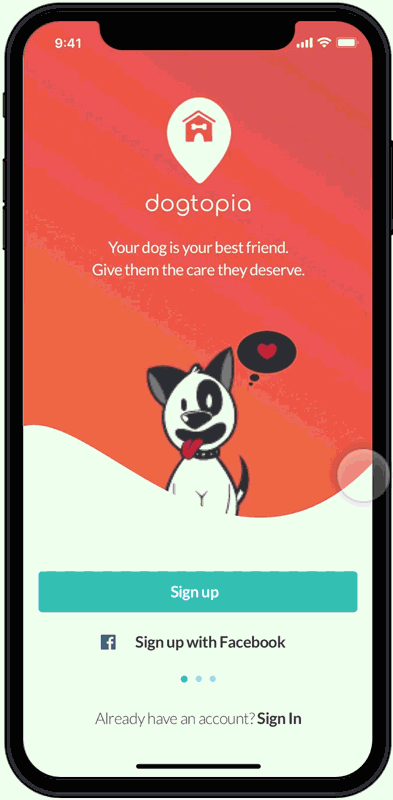 9:41
dogtopia
Your dog is your best friend.
Give them the care they deserve.
Sign up
Sign up with Facebook
Already have an account? Sign In